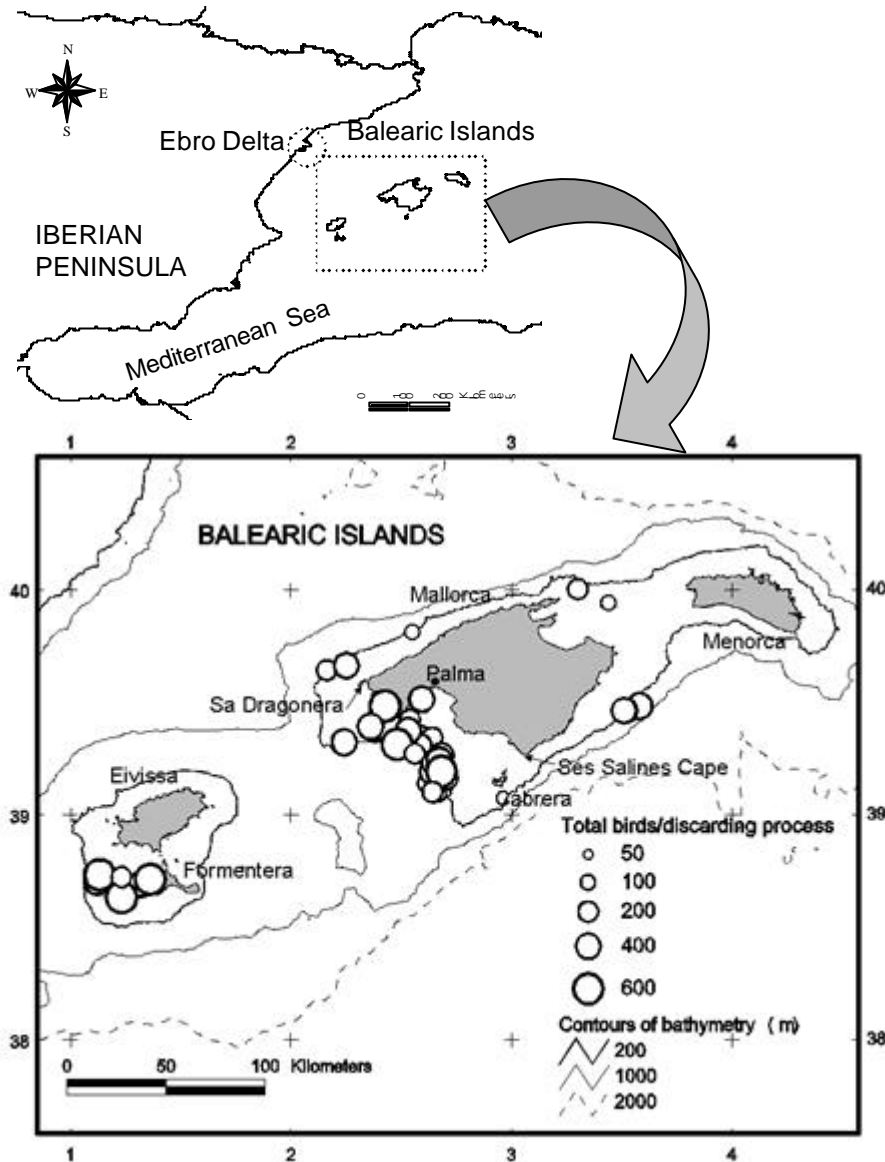 N
W E
S
Ebro Delta
Balearic Islands
IBERIAN
PENINSULA
Mediterranean Sea
0
1 2 3 4
BALEARIC ISLANDS
40 40
Mallorca
Menorca
Palma
Sa Dragonera
Ses Salines Cape
Eivissa
Cabrera
39 39
Formentera
Total birds/discarding process
50
100
200
400
600
Contours of bathymetry (m)
200
1000
2000
38 38
0 50 100 Kilometers
1 2 3 4